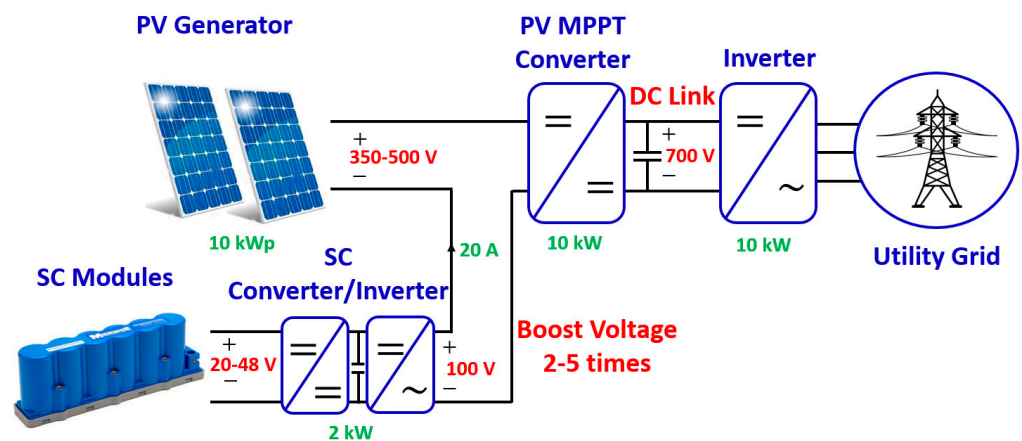 PV Generator
PV MPPT
Converter
Inverter
DC Link
+
350-500 V
−
+
700 V
−
=
=
=
~
10 kWp
20 A
10 kW
10 kW
Utility Grid
SC Modules
SC
Converter/Inverter
+
20-48 V
−
=
=
=
~
+
100 V
−
2 kW
Boost Voltage
2-5 times